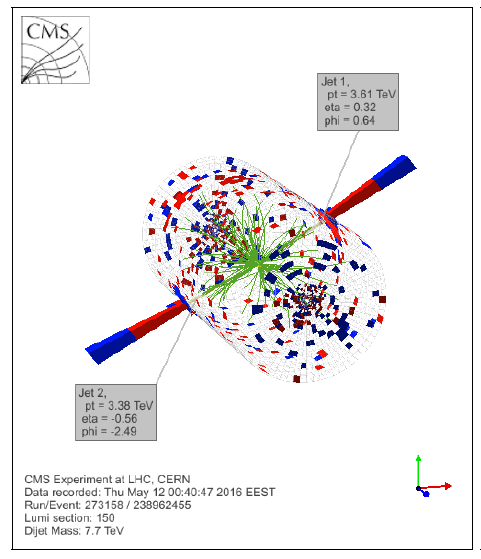 CMS
Jet 1,
pt = 3.61 TeV
eta = 0.32
phi = 0.64
Jet 2,
pt = 3.38 TeV
eta = -0.56
phi = -2.49
CMS Experiment at LHC, CERN
Data recorded: Thu May 12 00:40:47 2016 EEST
Run/Event: 273158 / 238962455
Lumi section: 150
Dijet Mass: 7.7 TeV